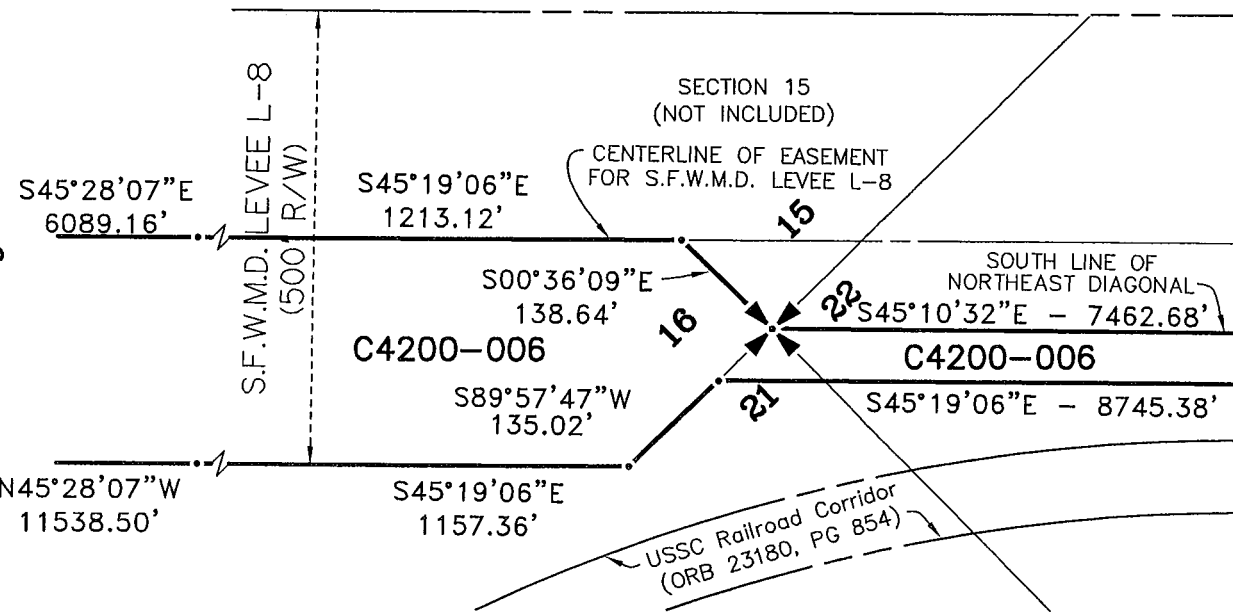 SECTION 15
(NOT INCLUDED)
CENTERLINE OF EASEMENT
FOR S.F.W.M.D. LEVEE L-8
S.F.W.M.D. LEVEE L-8
(500' R/W)
S45°28'07"E
6089.16'
S45°19'06"E
1213.12'
15
S00°36'09"E
138.64'
16
22
SOUTH LINE OF
NORTHEAST DIAGONAL
S45°10'32"E - 7462.68'
C4200-006
C4200-006
S89°57'47"W
135.02'
21
S45°19'06"E - 8745.38'
N45°28'07"W
11538.50'
S45°19'06"E
1157.36'
USSC Railroad Corridor
(ORB 23180, PG 854)